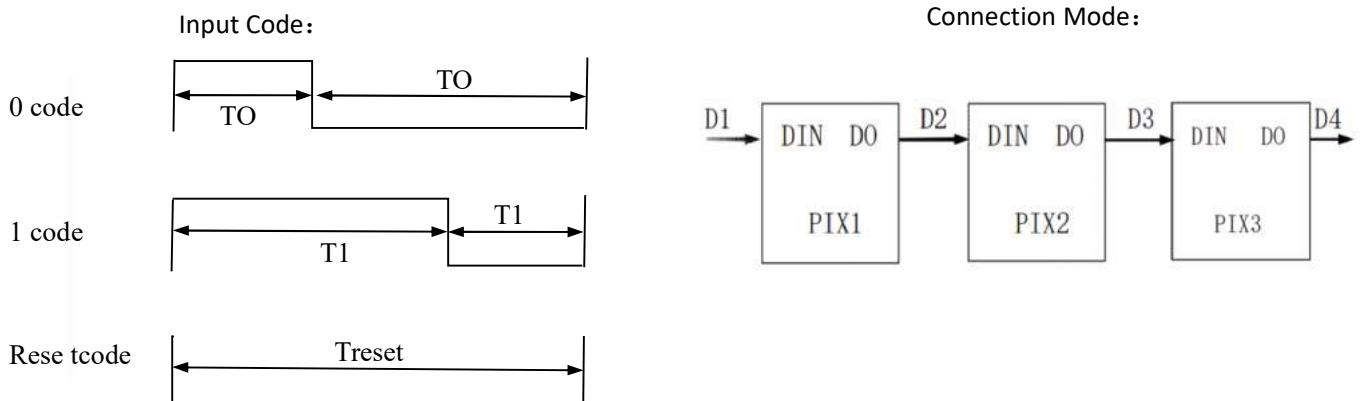 Input Code：
0 code
TO
TO
1 code
T1
T1
Rese tcode
Treset
Connection Mode：
D1
DIN DO
PIX1
D2
DIN DO
PIX2
D3
DIN DO
PIX3
D4